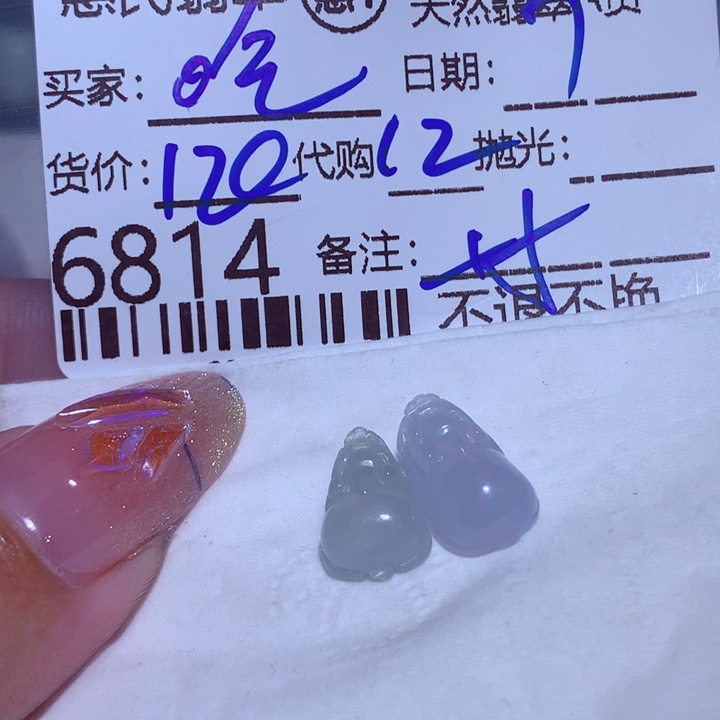 天然翡翠
买家： 日期：
货价：120 代购12 抛光：
6814 备注：
不退不换